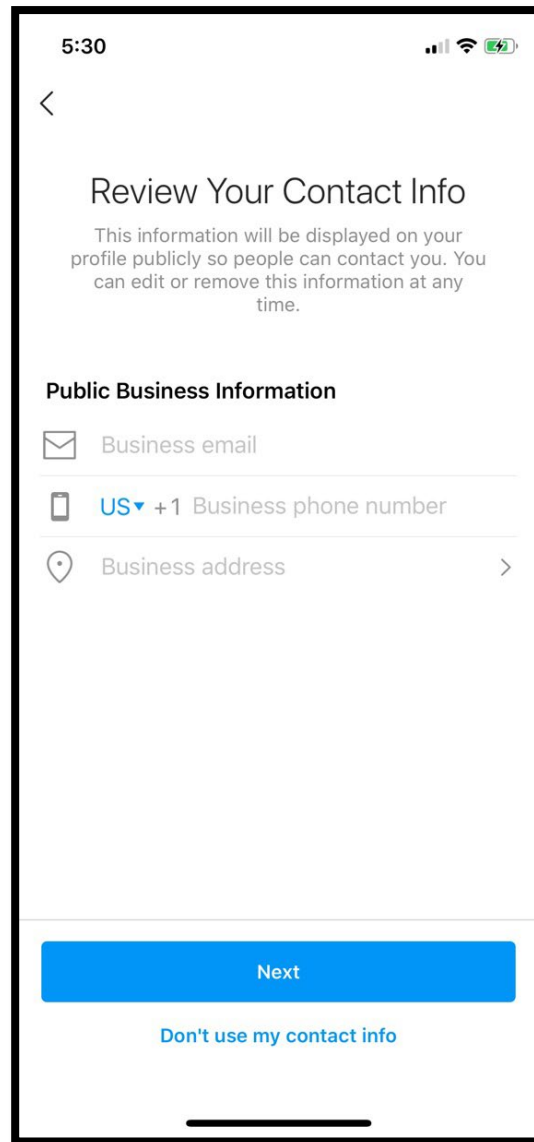 5:30
Review Your Contact Info
This information will be displayed on your
profile publicly so people can contact you. You
can edit or remove this information at any
time.
Public Business Information
Business email
US +1 Business phone number
Business address
Next
Don't use my contact info